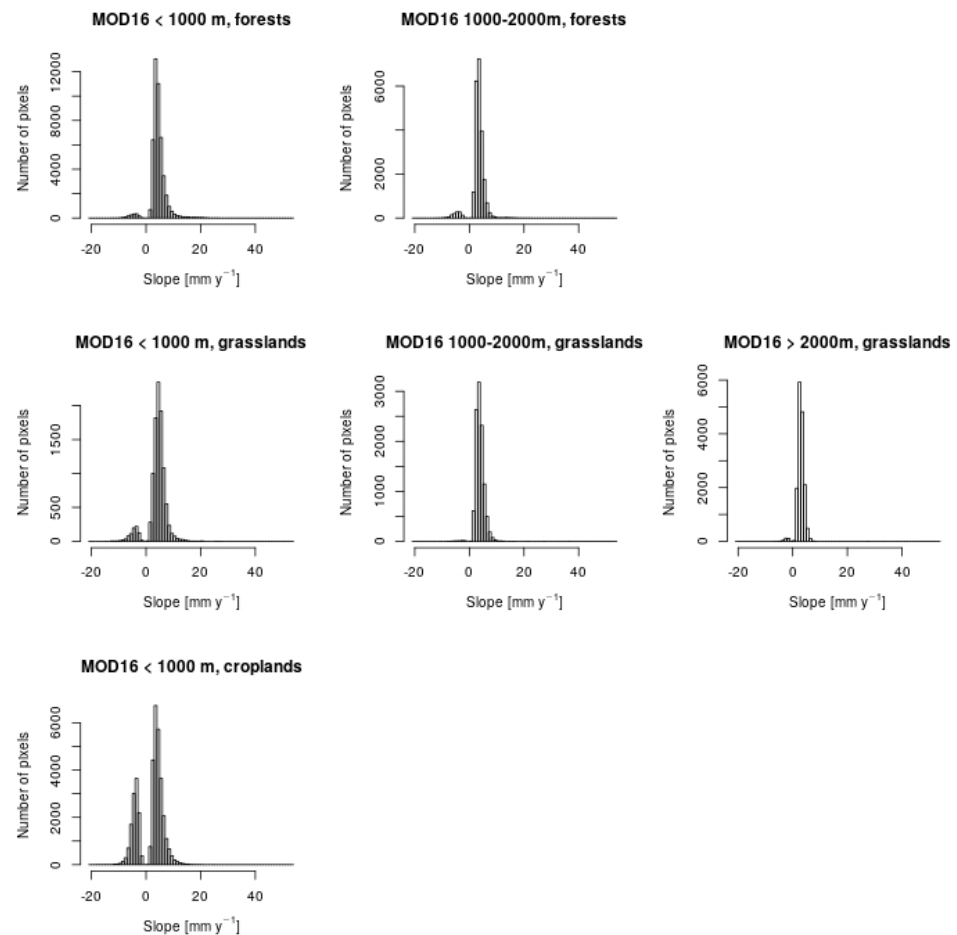 MOD16 < 1000 m, forests
Number of pixels
0 4000 8000 12000
-20 0 20 40
Slope [mm y⁻¹]
MOD16 1000-2000m, forests
Number of pixels
0 2000 6000
-20 0 20 40
Slope [mm y⁻¹]
MOD16 < 1000 m, grasslands
Number of pixels
0 500 1500
-20 0 20 40
Slope [mm y⁻¹]
MOD16 1000-2000m, grasslands
Number of pixels
0 1000 2000 3000
-20 0 20 40
Slope [mm y⁻¹]
MOD16 > 2000m, grasslands
Number of pixels
0 2000 4000 6000
-20 0 20 40
Slope [mm y⁻¹]
MOD16 < 1000 m, croplands
Number of pixels
0 2000 4000 6000
-20 0 20 40
Slope [mm y⁻¹]